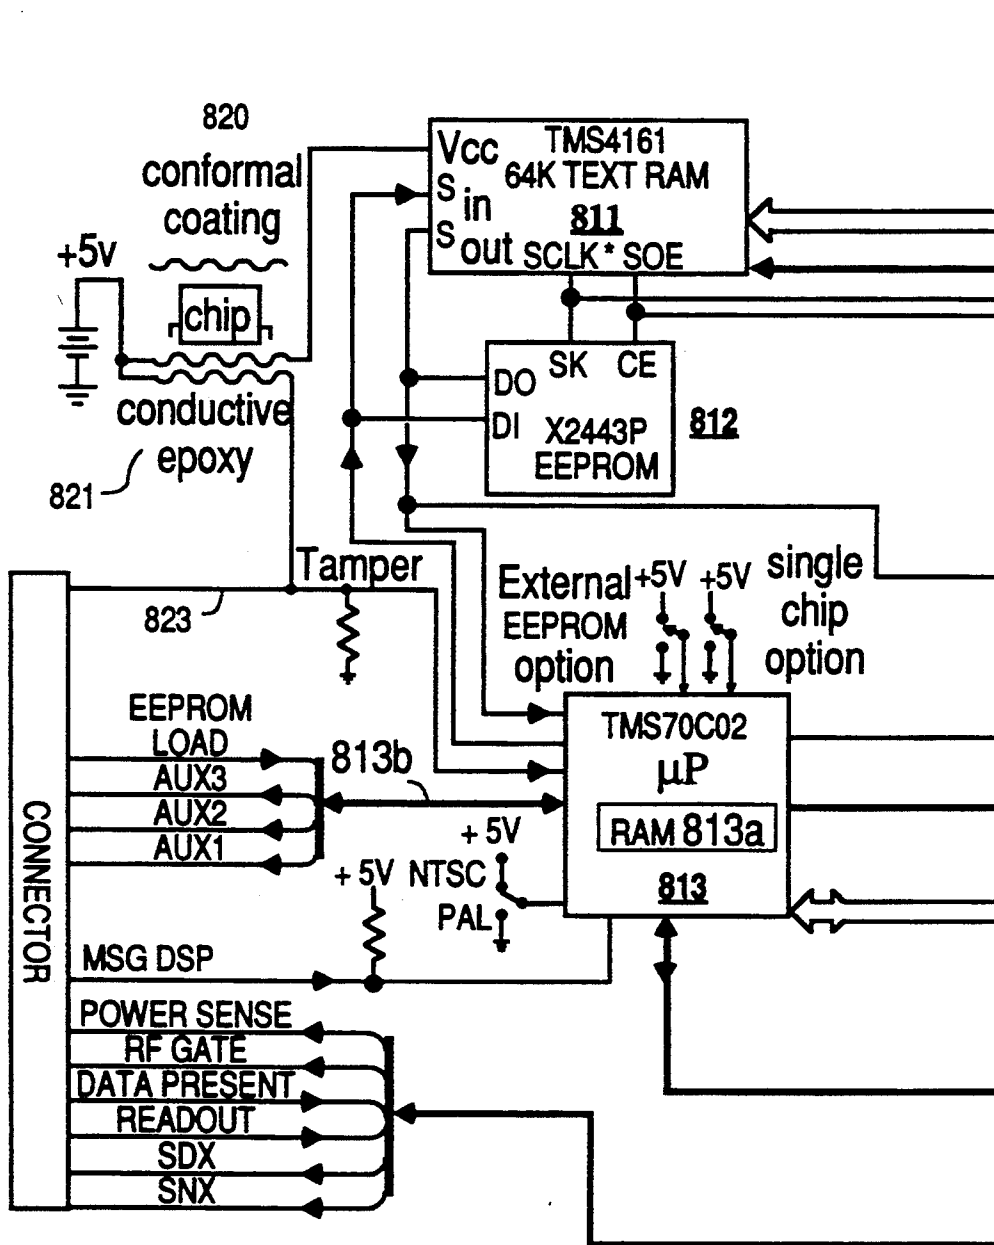 820
conformal
coating
+5v
chip
conductive
epoxy
821
Vcc
TMS4161
64K TEXT RAM
S in
811
S out
SCLK * SOE
SK CE
DO
DI
X2443P
EEPROM
812
Tamper
823
External
EEPROM
option
+5V
+5V
single
chip
option
TMS70C02
µP
RAM 813a
813
EEPROM
LOAD
AUX3
AUX2
AUX1
813b
+ 5V
NTSC
PAL
+ 5V
CONNECTOR
MSG DSP
POWER SENSE
RF GATE
DATA PRESENT
READOUT
SDX
SNX